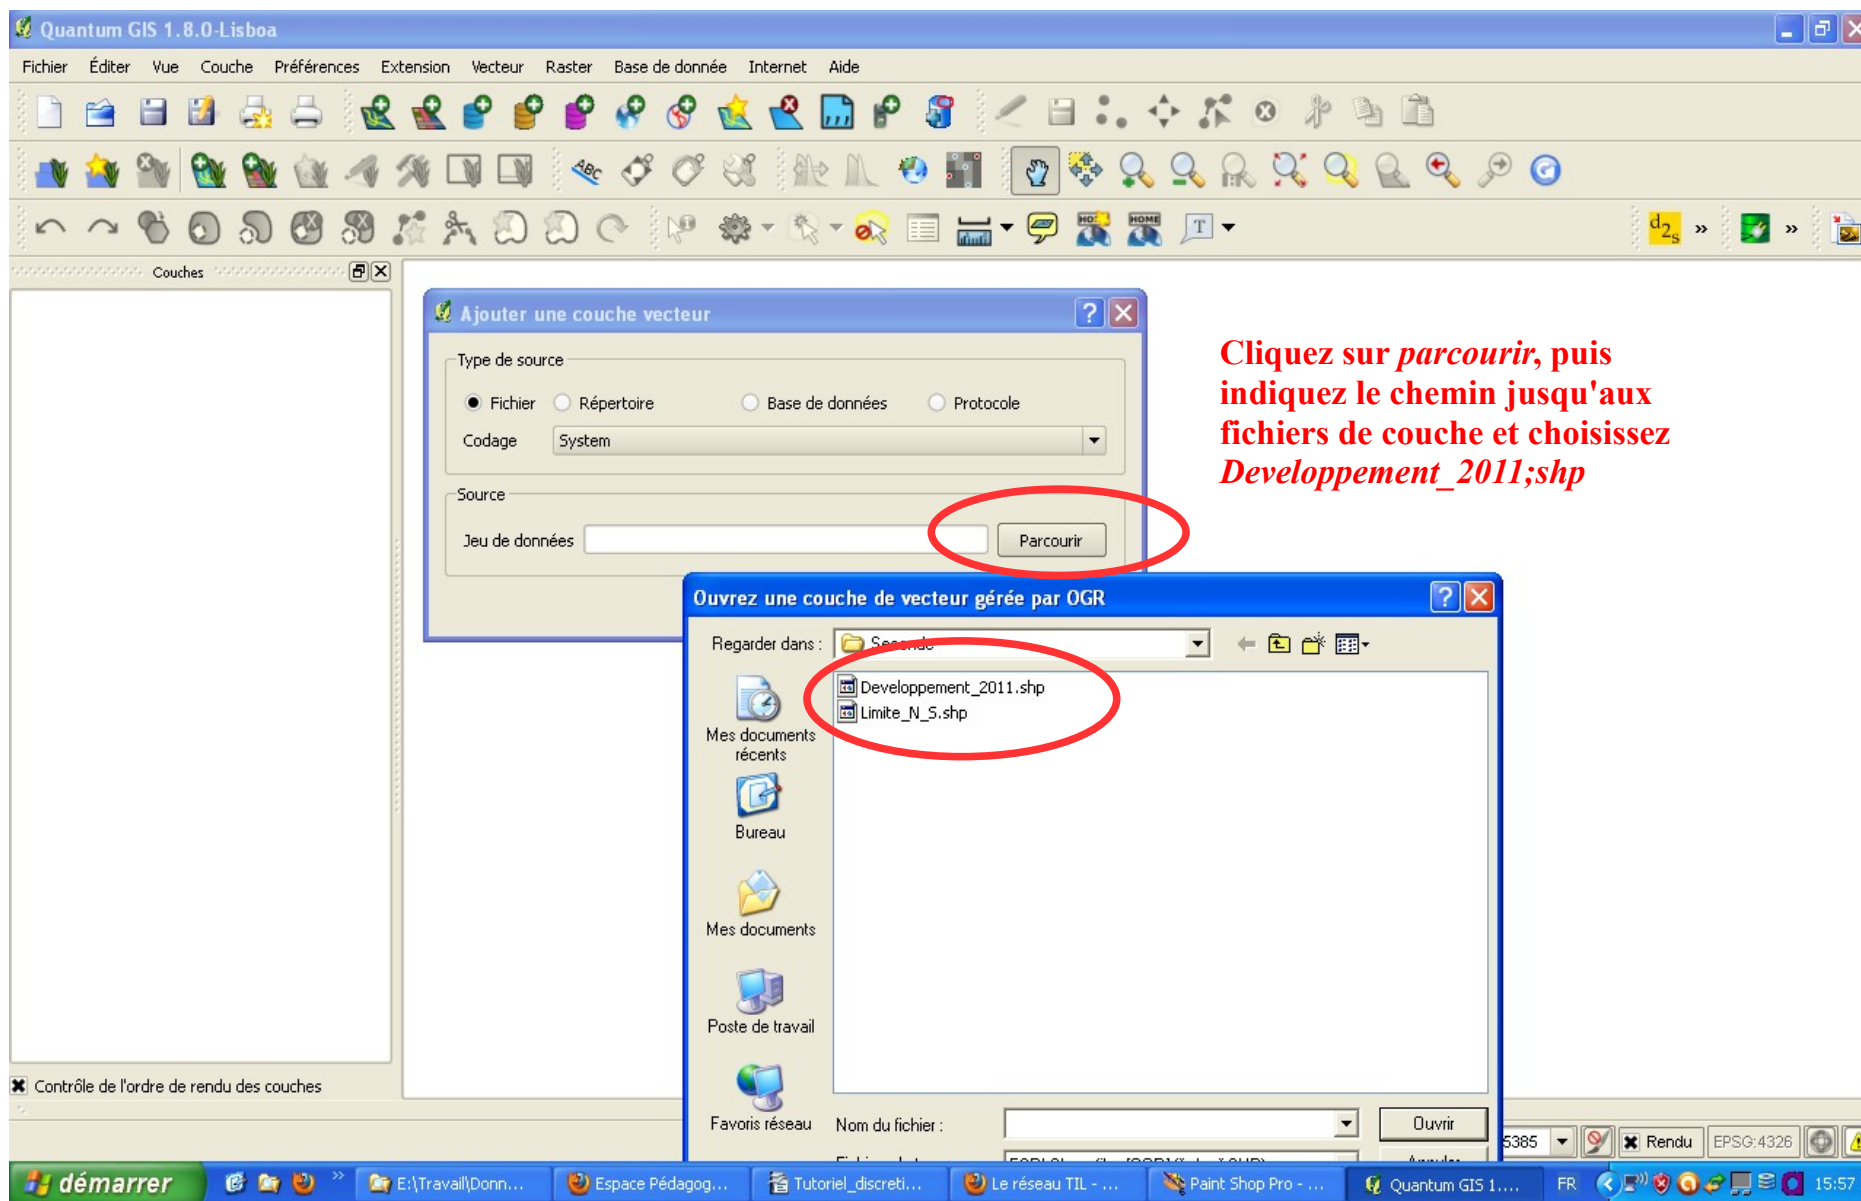 Quantum GIS 1.8.0-Lisboa
Fichier Éditer Vue Couche Préférences Extension Vecteur Raster Base de donnée Internet Aide
ABC
HOME
T
d2s »
»
Couches
Ajouter une couche vecteur
Type de source
Fichier Répertoire Base de données Protocole
Codage System
Source
Jeu de données Parcourir
Cliquez sur parcourir, puis
indiquez le chemin jusqu'aux
fichiers de couche et choisissez
Developpement_2011;shp
Ouvrez une couche de vecteur gérée par OGR
Regarder dans : Seconde
Developpement_2011.shp
Limite_N_S.shp
Mes documents
récents
Bureau
Mes documents
Poste de travail
Favoris réseau
Nom du fichier :
Ouvrir
Contrôle de l'ordre de rendu des couches
5385 Rendu EPSG:4326
démarrer » E:\Travail\Donn... Espace Pédagog... Tutoriel_discreti... Le réseau TIL - ... Paint Shop Pro - ... Quantum GIS 1.... FR 15:57